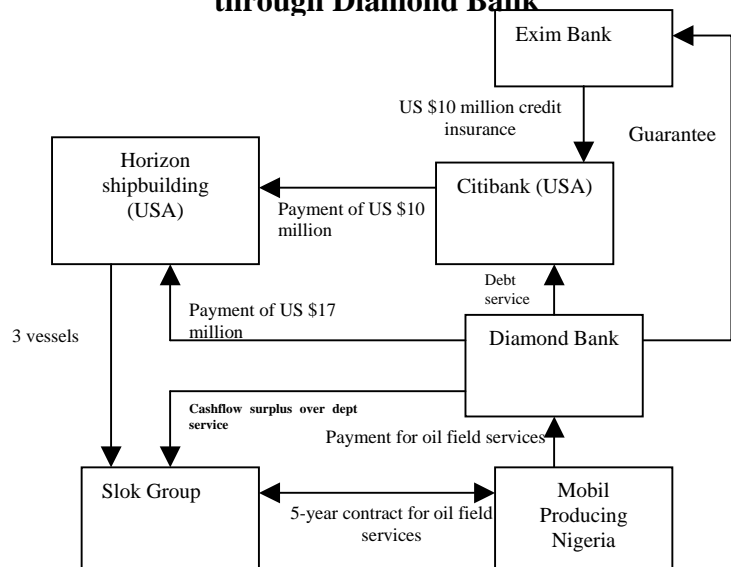 through Diamond Bank
Exim Bank
US $10 million credit
insurance
Guarantee
Horizon
shipbuilding
(USA)
Citibank (USA)
Payment of US $10
million
Debt
service
Payment of US $17
million
3 vessels
Diamond Bank
Cashflow surplus over dept
service
Payment for oil field services
Slok Group
5-year contract for oil field
services
Mobil
Producing
Nigeria